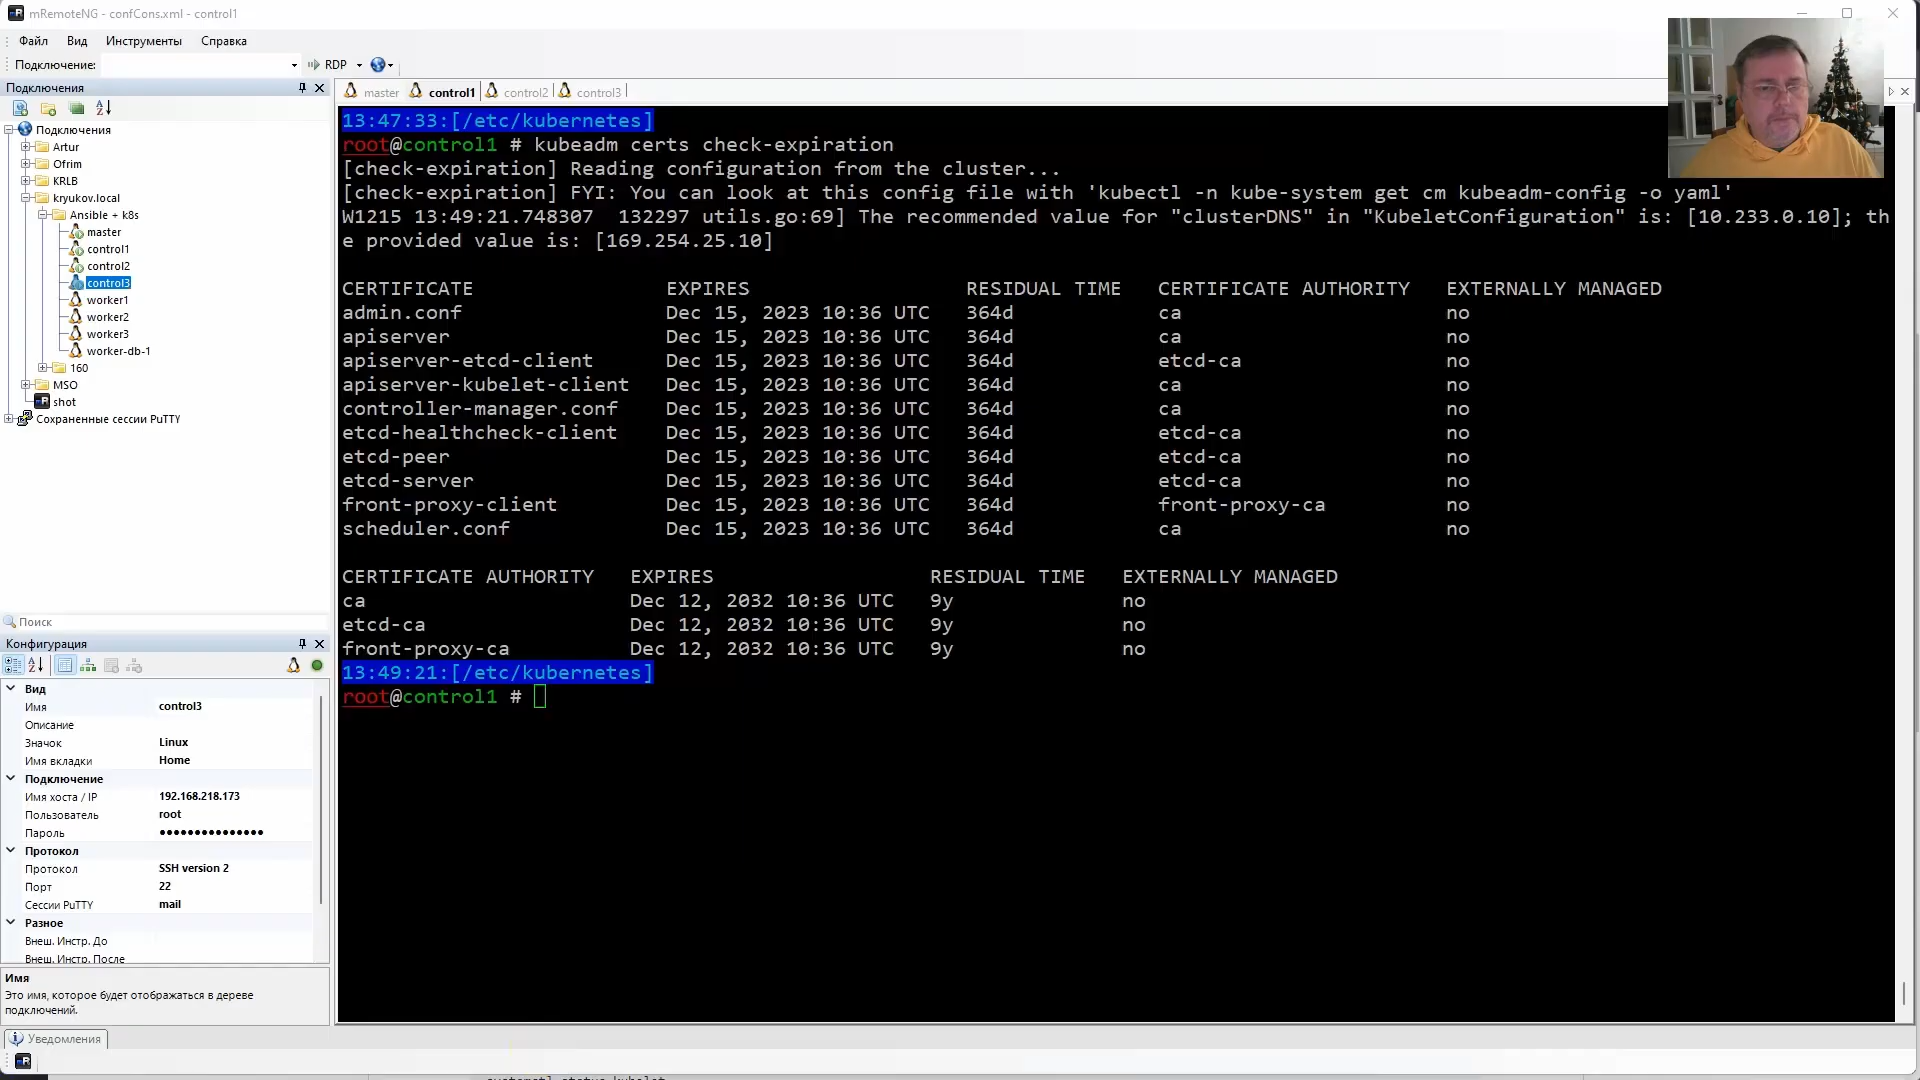 mRemoteNG - confCons.xml - control1
Файл Вид Инструменты Справка
Подключение: RDP
Подключения
Подключения
Artur
Ofrim
KRLB
kryukov.local
Ansible + k8s
master
control1
control2
control3
worker1
worker2
worker3
worker-db-1
160
MSO
shot
Сохраненные сессии PuTTY
Поиск
Конфигурация
Вид
Имя control3
Описание
Значок Linux
Имя вкладки Home
Подключение
Имя хоста / IP 192.168.218.173
Пользователь root
Пароль ●●●●●●●●●●●●●●●
Протокол
Протокол SSH version 2
Порт 22
Сессии PuTTY mail
Разное
Внеш. Инстр. До
Внеш. Инстр. После
Имя
Это имя, которое будет отображаться в дереве
подключений.
Уведомления
master control1 control2 control3
13:47:33:[/etc/kubernetes]
root@control1 # kubeadm certs check-expiration
[check-expiration] Reading configuration from the cluster...
[check-expiration] FYI: You can look at this config file with 'kubectl -n kube-system get cm kubeadm-config -o yaml'
W1215 13:49:21.748307 132297 utils.go:69] The recommended value for "clusterDNS" in "KubeletConfiguration" is: [10.233.0.10]; th
e provided value is: [169.254.25.10]
CERTIFICATE EXPIRES RESIDUAL TIME CERTIFICATE AUTHORITY EXTERNALLY MANAGED
admin.conf Dec 15, 2023 10:36 UTC 364d ca no
apiserver Dec 15, 2023 10:36 UTC 364d ca no
apiserver-etcd-client Dec 15, 2023 10:36 UTC 364d etcd-ca no
apiserver-kubelet-client Dec 15, 2023 10:36 UTC 364d ca no
controller-manager.conf Dec 15, 2023 10:36 UTC 364d ca no
etcd-healthcheck-client Dec 15, 2023 10:36 UTC 364d etcd-ca no
etcd-peer Dec 15, 2023 10:36 UTC 364d etcd-ca no
etcd-server Dec 15, 2023 10:36 UTC 364d etcd-ca no
front-proxy-client Dec 15, 2023 10:36 UTC 364d front-proxy-ca no
scheduler.conf Dec 15, 2023 10:36 UTC 364d ca no
CERTIFICATE AUTHORITY EXPIRES RESIDUAL TIME EXTERNALLY MANAGED
ca Dec 12, 2032 10:36 UTC 9y no
etcd-ca Dec 12, 2032 10:36 UTC 9y no
front-proxy-ca Dec 12, 2032 10:36 UTC 9y no
13:49:21:[/etc/kubernetes]
root@control1 #